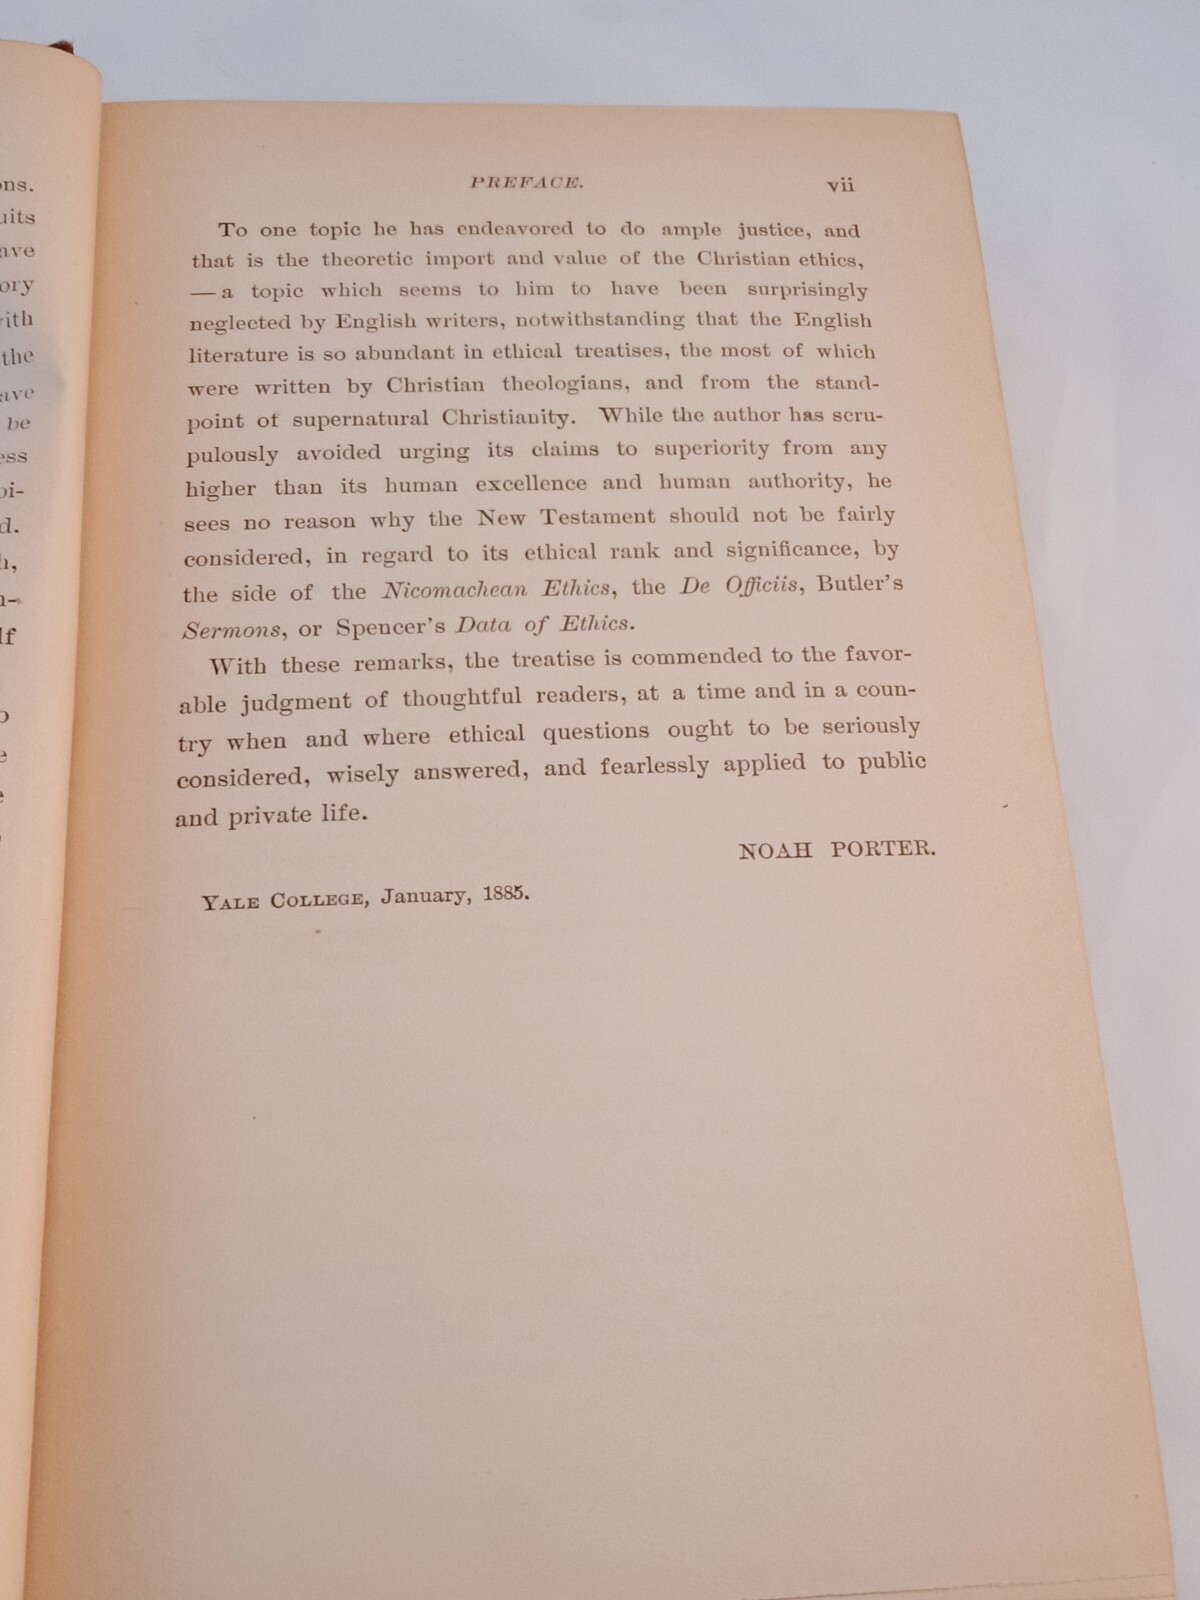 PREFACE. vii
To one topic he has endeavored to do ample justice, and
that is the theoretic import and value of the Christian ethics,
— a topic which seems to him to have been surprisingly
neglected by English writers, notwithstanding that the English
literature is so abundant in ethical treatises, the most of which
were written by Christian theologians, and from the stand-
point of supernatural Christianity. While the author has scru-
pulously avoided urging its claims to superiority from any
higher than its human excellence and human authority, he
sees no reason why the New Testament should not be fairly
considered, in regard to its ethical rank and significance, by
the side of the Nicomachean Ethics, the De Officiis, Butler's
Sermons, or Spencer's Data of Ethics.
With these remarks, the treatise is commended to the favor-
able judgment of thoughtful readers, at a time and in a coun-
try when and where ethical questions ought to be seriously
considered, wisely answered, and fearlessly applied to public
and private life.
NOAH PORTER.
YALE COLLEGE, January, 1885.